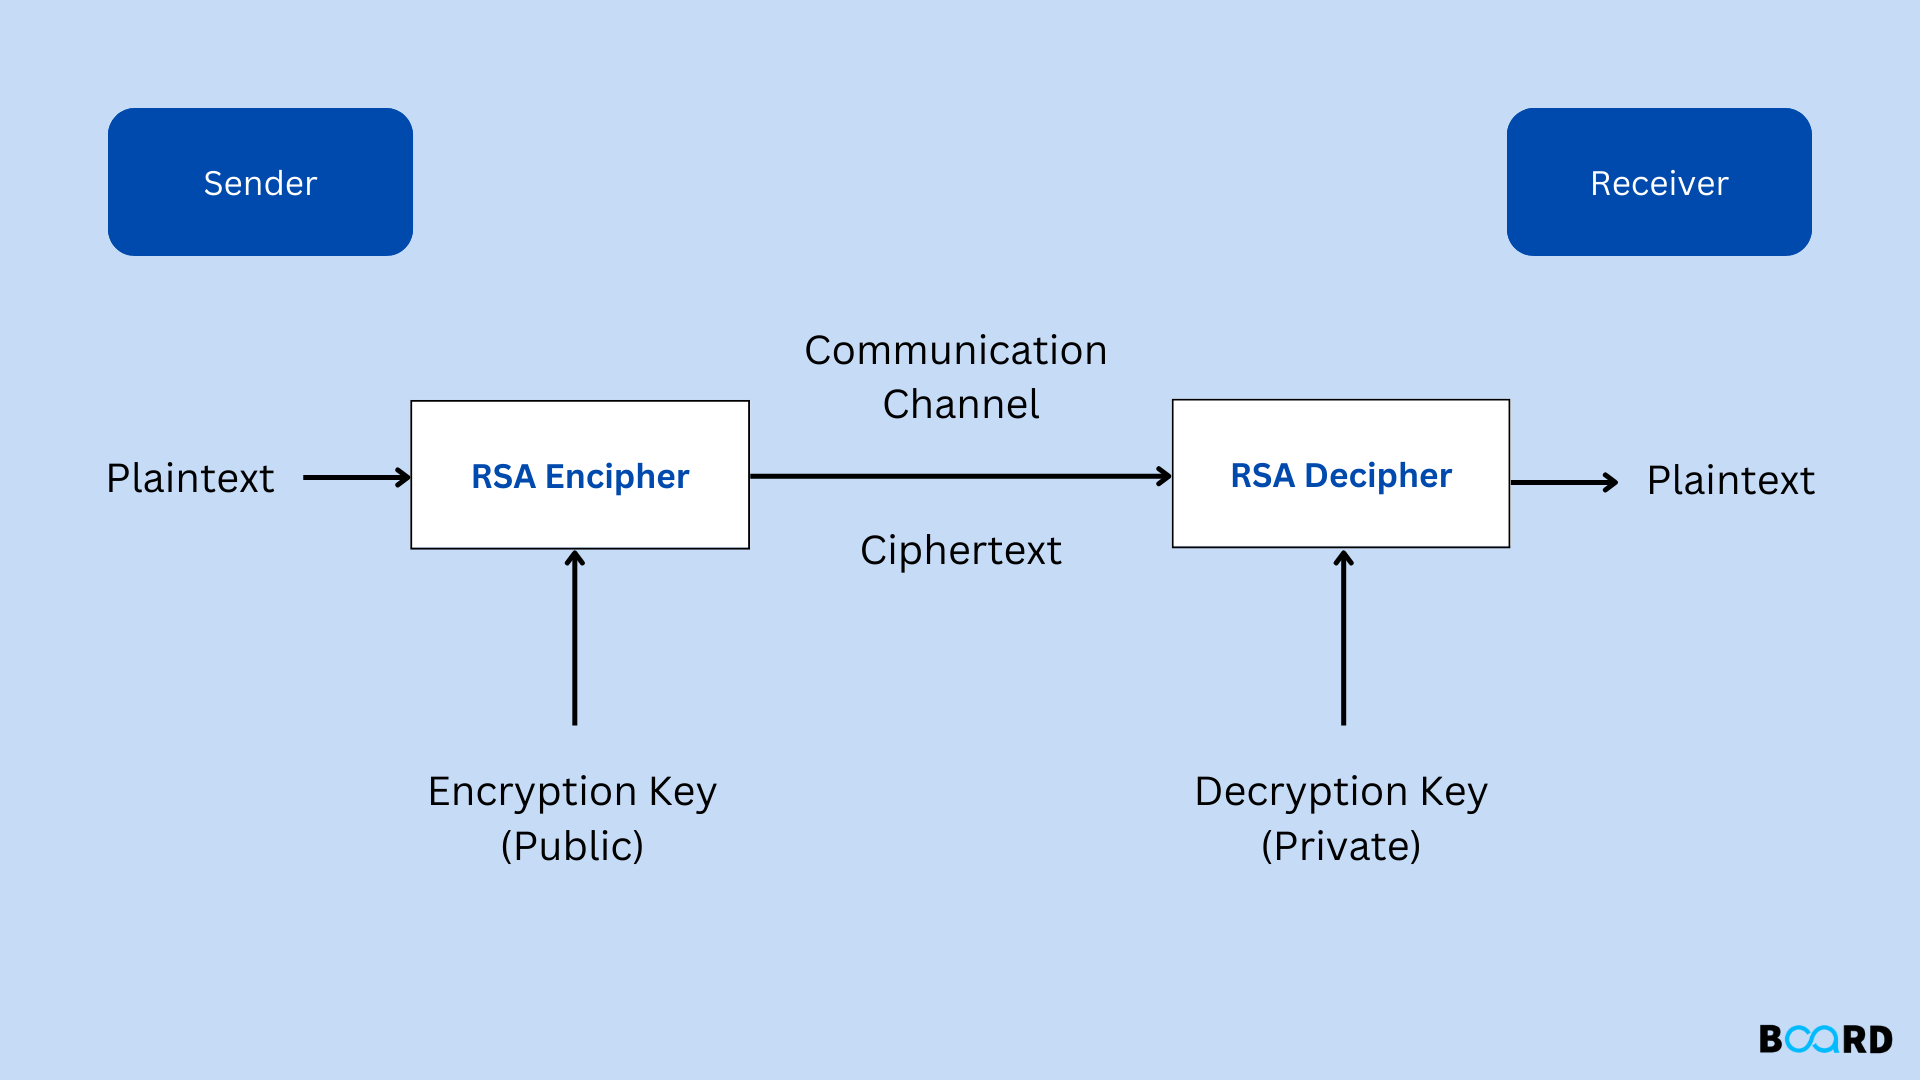 Sender
Receiver
Communication
Channel
Plaintext
RSA Encipher
RSA Decipher
Plaintext
Ciphertext
Encryption Key
(Public)
Decryption Key
(Private)
BOARD